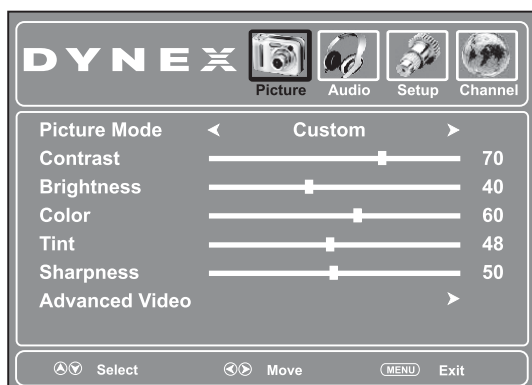 DYNEX
Picture Audio Setup Channel
Picture Mode Custom
Contrast 70
Brightness 40
Color 60
Tint 48
Sharpness 50
Advanced Video
Select Move MENU Exit